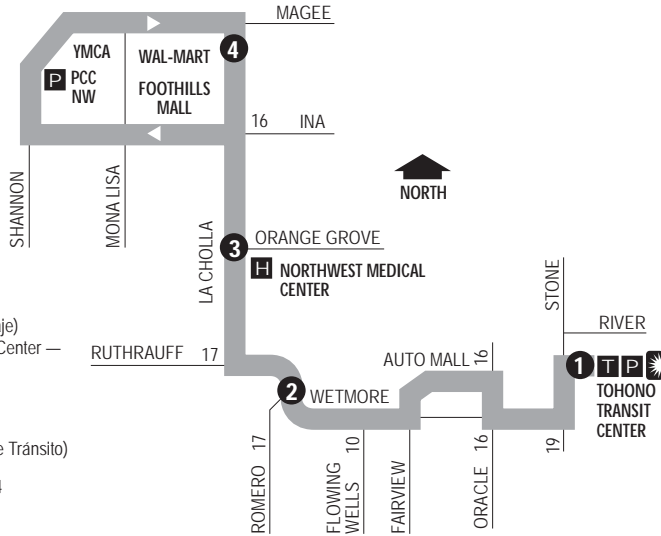 MAGEE
YMCA
WAL-MART
4
P PCC
NW
FOOTHILLS
MALL
16 INA
SHANNON
MONA LISA
NORTH
LA CHOLLA
3 ORANGE GROVE
H NORTHWEST MEDICAL
CENTER
STONE
RIVER
je)
Center —
RUTHRAUFF 17
AUTO MALL 16
1 T P
TOHONO
TRANSIT
CENTER
2 WETMORE
e Tránsito)
4
ROMERO 17
FLOWING
WELLS
10
FAIRVIEW
ORACLE 16
19